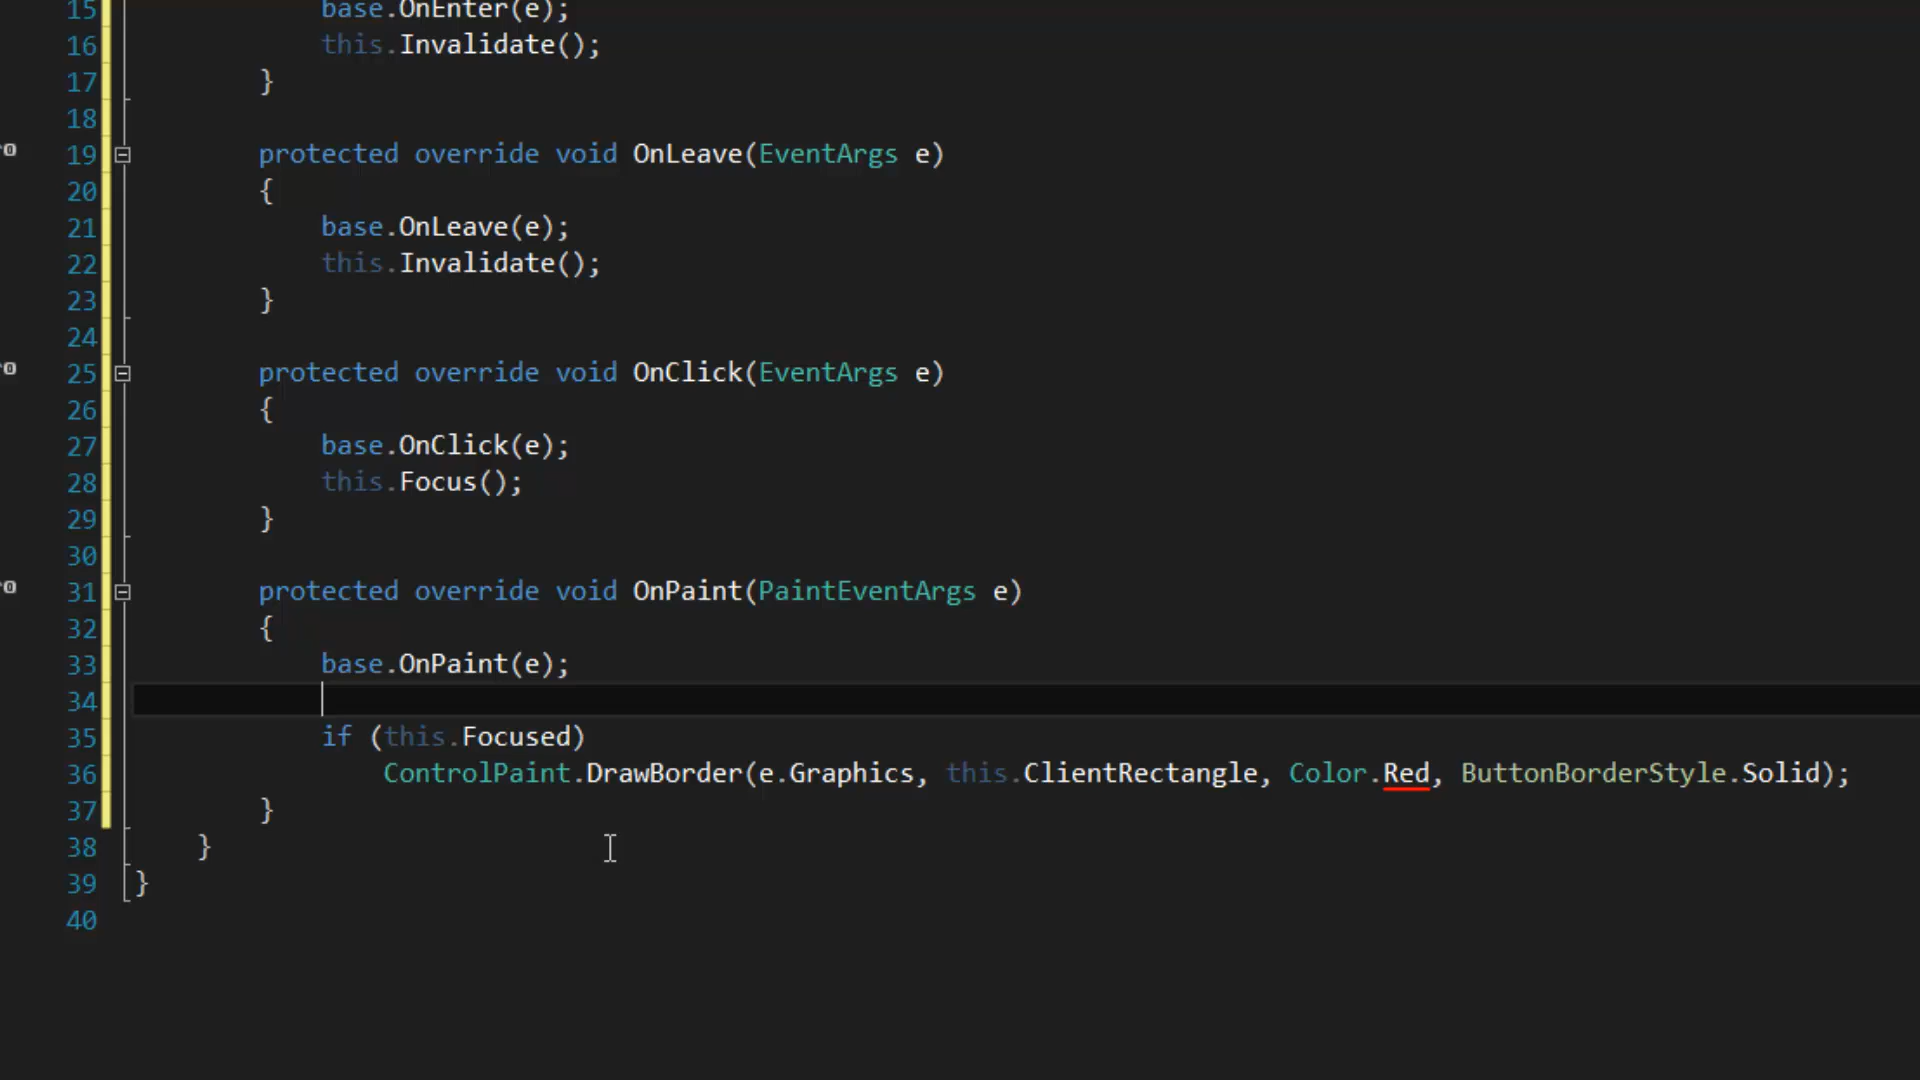 15 base.OnEnter(e);
16 this.Invalidate();
17 }
18
19 protected override void OnLeave(EventArgs e)
20 {
21 base.OnLeave(e);
22 this.Invalidate();
23 }
24
25 protected override void OnClick(EventArgs e)
26 {
27 base.OnClick(e);
28 this.Focus();
29 }
30
31 protected override void OnPaint(PaintEventArgs e)
32 {
33 base.OnPaint(e);
34
35 if (this.Focused)
36 ControlPaint.DrawBorder(e.Graphics, this.ClientRectangle, Color.Red, ButtonBorderStyle.Solid);
37 }
38 }
39 }
40